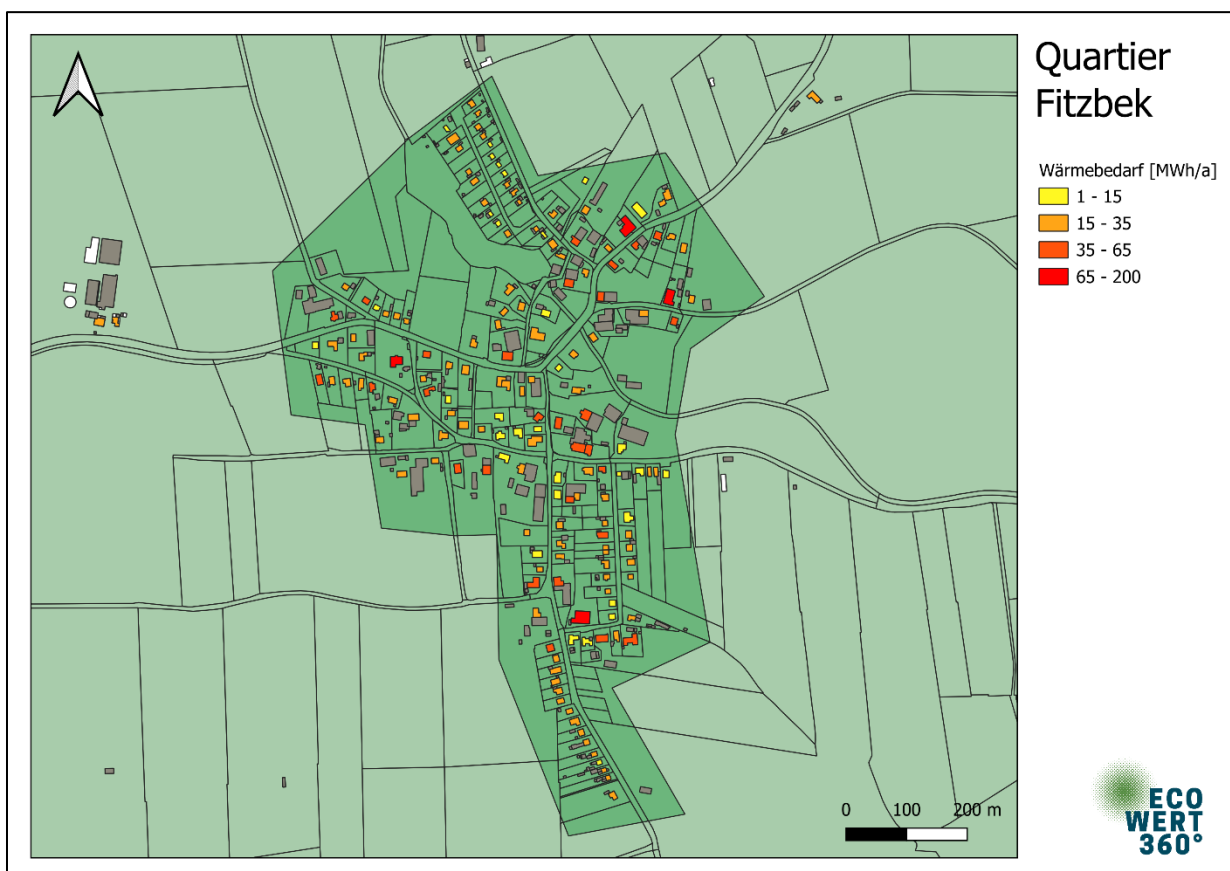 Quartier
Fitzbek
Wärmebedarf [MWh/a]
1 - 15
15 - 35
35 - 65
65 - 200
0 100 200 m
ECO
WERT
360°